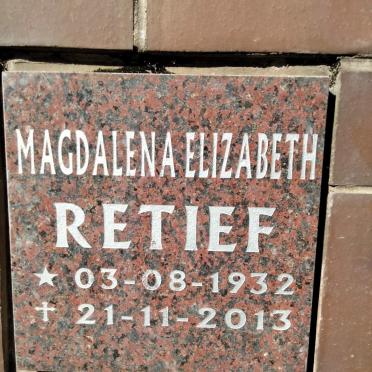 MAGDALENA ELIZABETH
RETIEF
★ 03-08-1932
✝ 21-11-2013